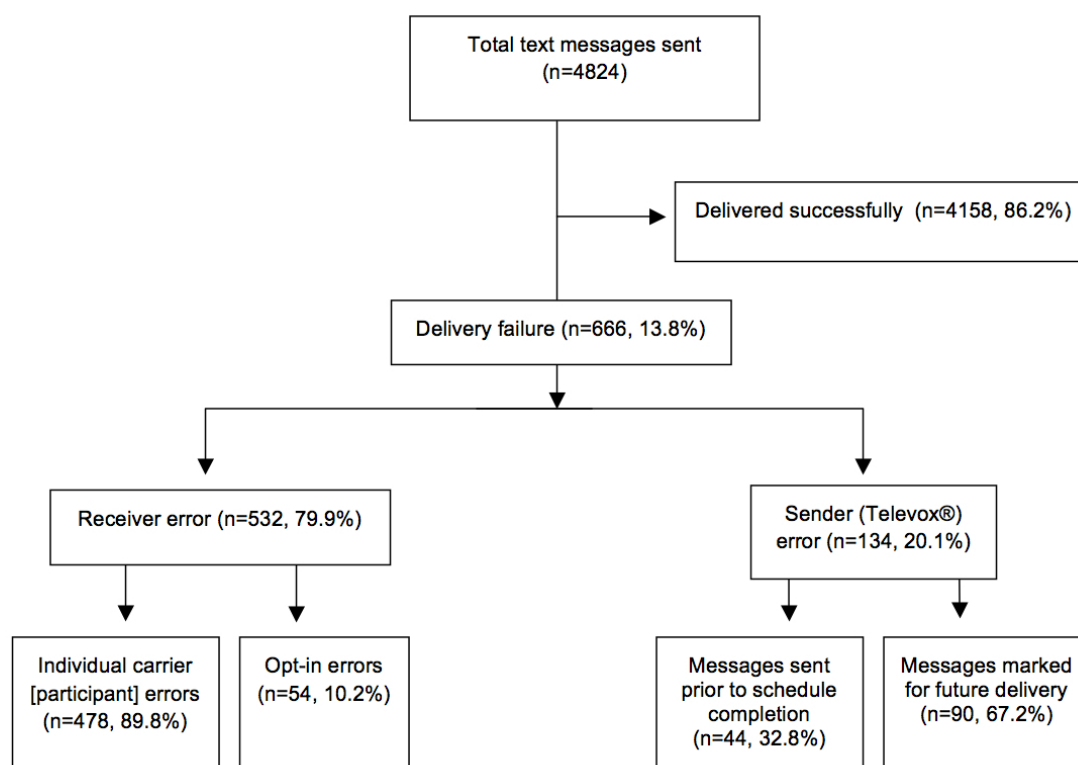 Total text messages sent
(n=4824)
Delivered successfully (n=4158, 86.2%)
Delivery failure (n=666, 13.8%)
Receiver error (n=532, 79.9%)
Sender (Televox®)
error (n=134, 20.1%)
Individual carrier
[participant] errors
(n=478, 89.8%)
Opt-in errors
(n=54, 10.2%)
Messages sent
prior to schedule
completion
(n=44, 32.8%)
Messages marked
for future delivery
(n=90, 67.2%)